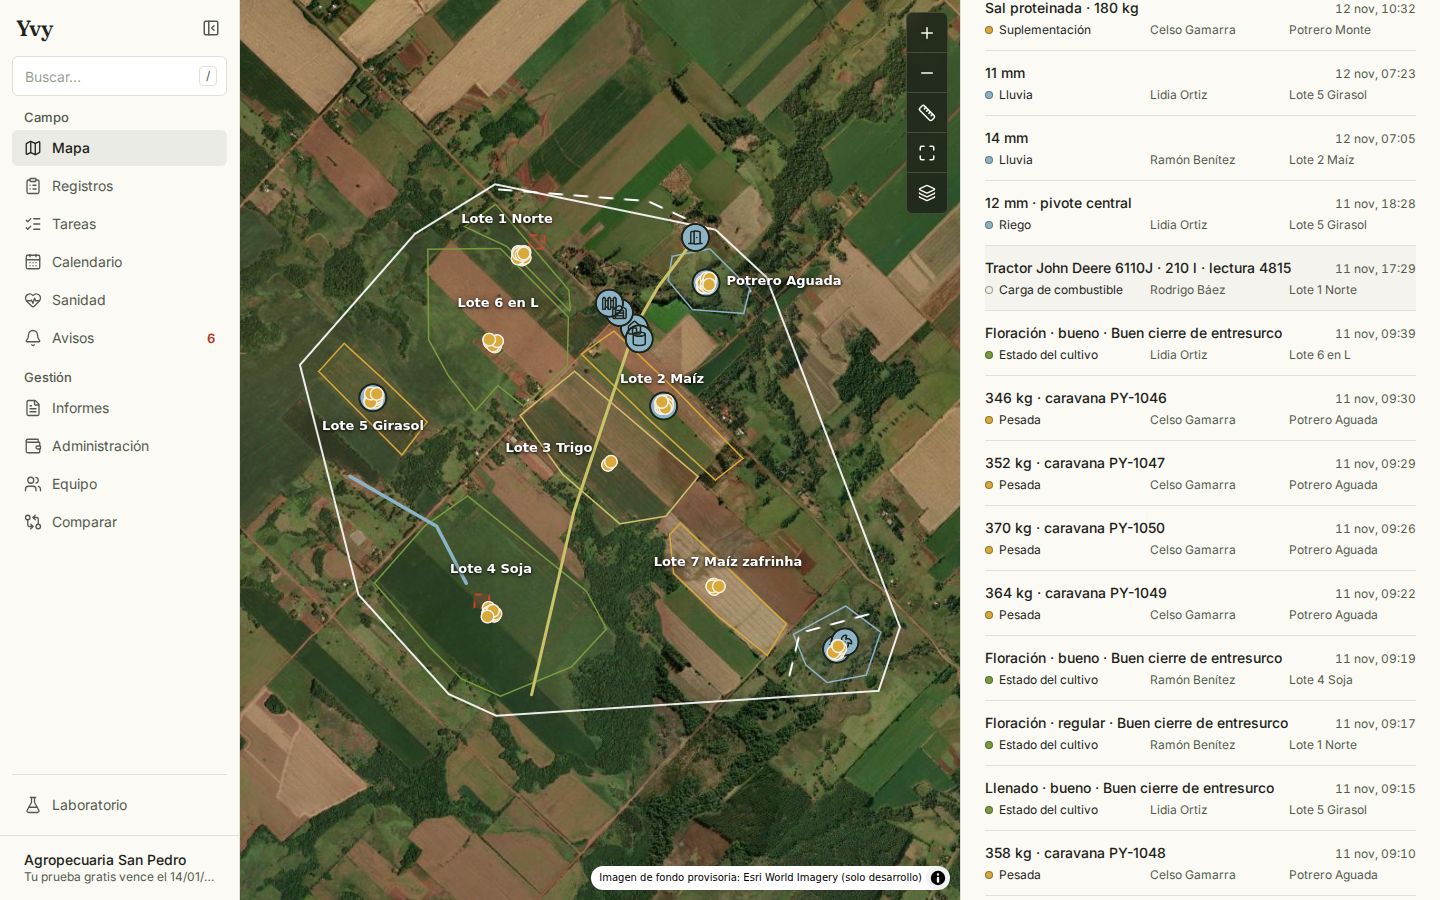 Yvy
Buscar...
/
Campo
Mapa
Registros
Tareas
Calendario
Sanidad
Avisos
6
Gestión
Informes
Administración
Equipo
Comparar
Laboratorio
Agropecuaria San Pedro
Tu prueba gratis vence el 14/01/...
Lote 1 Norte
Potrero Aguada
Lote 6 en L
Lote 2 Maíz
Lote 5 Girasol
Lote 3 Trigo
Lote 4 Soja
Lote 7 Maíz zafrinha
Imagen de fondo provisoria: Esri World Imagery (solo desarrollo)
Sal proteinada · 180 kg 12 nov, 10:32
Suplementación Celso Gamarra Potrero Monte
11 mm 12 nov, 07:23
Lluvia Lidia Ortiz Lote 5 Girasol
14 mm 12 nov, 07:05
Lluvia Ramón Benítez Lote 2 Maíz
12 mm · pivote central 11 nov, 18:28
Riego Lidia Ortiz Lote 5 Girasol
Tractor John Deere 6110J · 210 l · lectura 4815 11 nov, 17:29
Carga de combustible Rodrigo Báez Lote 1 Norte
Floración · bueno · Buen cierre de entresurco 11 nov, 09:39
Estado del cultivo Lidia Ortiz Lote 6 en L
346 kg · caravana PY-1046 11 nov, 09:30
Pesada Celso Gamarra Potrero Aguada
352 kg · caravana PY-1047 11 nov, 09:29
Pesada Celso Gamarra Potrero Aguada
370 kg · caravana PY-1050 11 nov, 09:26
Pesada Celso Gamarra Potrero Aguada
364 kg · caravana PY-1049 11 nov, 09:22
Pesada Celso Gamarra Potrero Aguada
Floración · bueno · Buen cierre de entresurco 11 nov, 09:19
Estado del cultivo Ramón Benítez Lote 4 Soja
Floración · regular · Buen cierre de entresurco 11 nov, 09:17
Estado del cultivo Ramón Benítez Lote 1 Norte
Llenado · bueno · Buen cierre de entresurco 11 nov, 09:15
Estado del cultivo Lidia Ortiz Lote 5 Girasol
358 kg · caravana PY-1048 11 nov, 09:10
Pesada Celso Gamarra Potrero Aguada